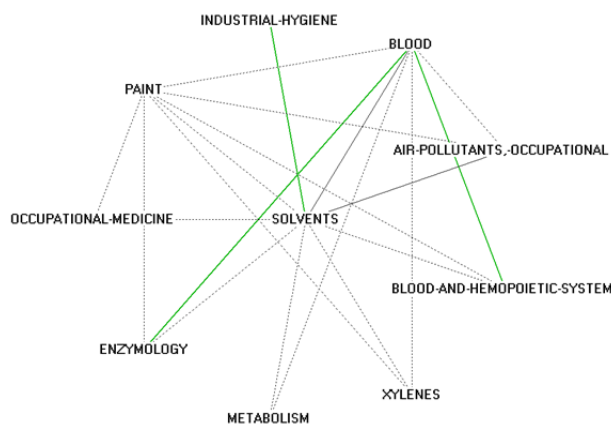 INDUSTRIAL-HYGIENE
BLOOD
PAINT
AIR-POLLUTANTS,-OCCUPATIONAL
OCCUPATIONAL-MEDICINE
SOLVENTS
BLOOD-AND-HEMOPOIETIC-SYSTEM
ENZYMOLOGY
XYLENES
METABOLISM